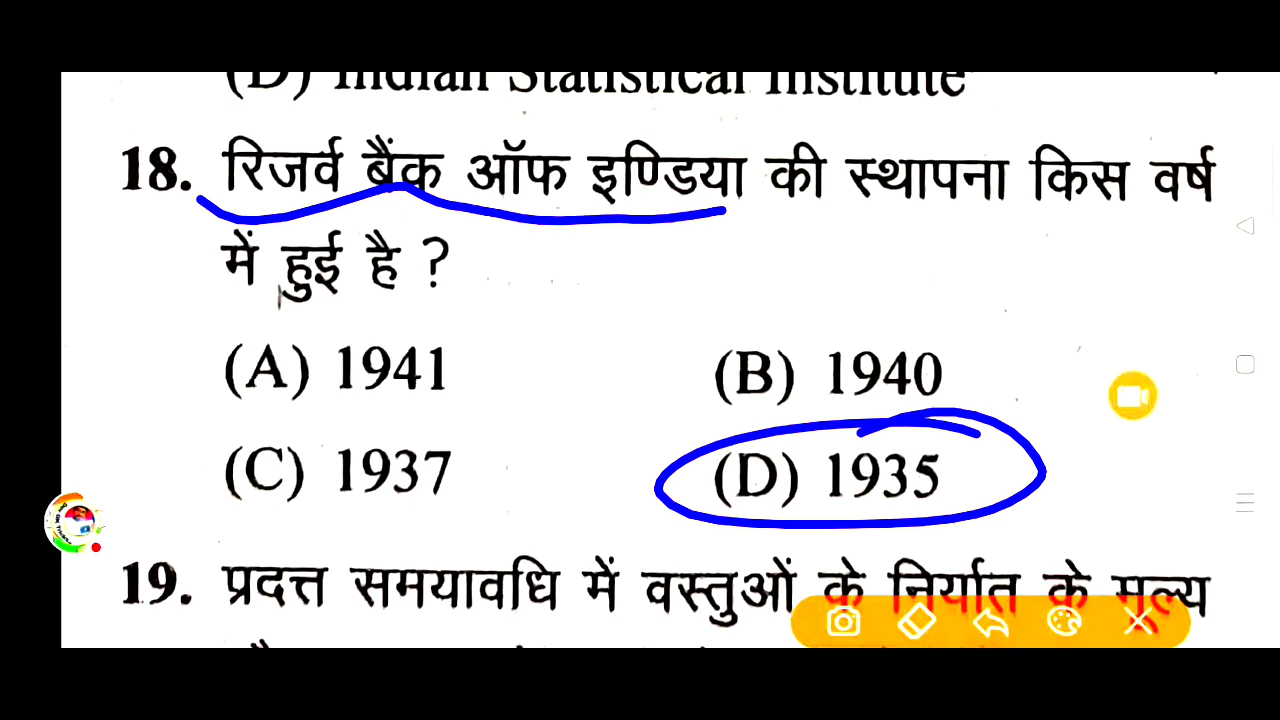 (D) Indian Statistical Institute
18. रिजर्व बैंक ऑफ इण्डिया की स्थापना किस वर्ष
में हुई है ?
(A) 1941 (B) 1940
(C) 1937 (D) 1935
19. प्रदत्त समयावधि में वस्तुओं के निर्यात के मूल्य